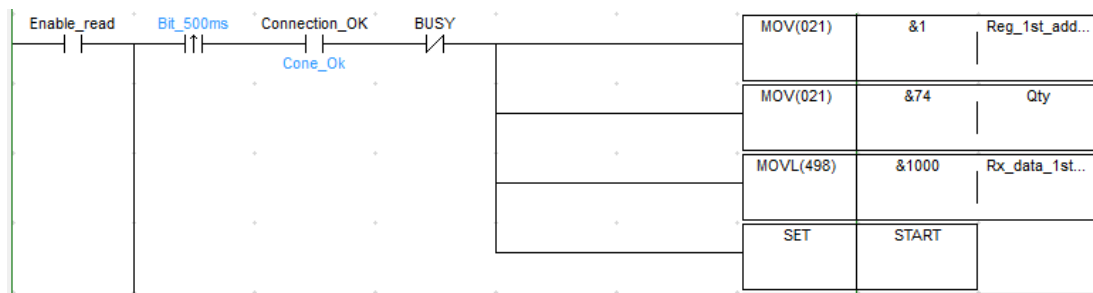 Enable_read Bit_500ms Connection_OK BUSY MOV(021) &1 Reg_1st_add...
Cone_Ok
MOV(021) &74 Qty
MOVL(498) &1000 Rx_data_1st...
SET START